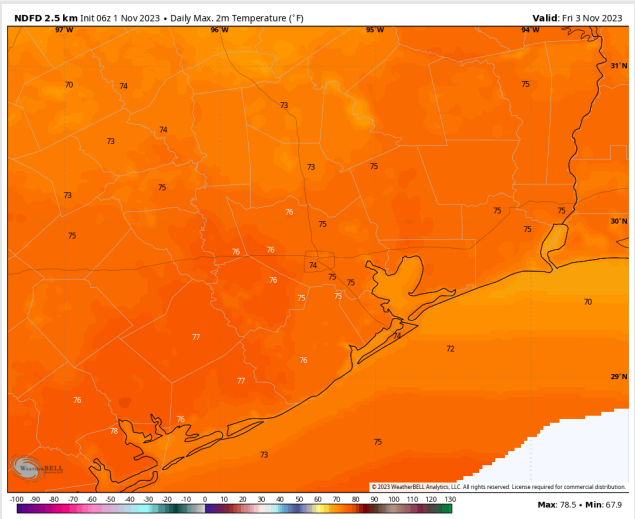 NDFD 2.5 km Init 06z 1 Nov 2023 • Daily Max. 2m Temperature (°F) Valid: Fri 3 Nov 2023
97°W 96°W 95°W 94°W
31°N
70 74 75
73
74
73
73 75
75
73
76 75 75
75 75 30°N
75
76 76
74
76 75 75
75 75
70
77 74
72
76
29°N
77
76
76
78
75
73
WeatherBELL
© 2023 WeatherBELL Analytics, LLC. All rights reserved. License required for commercial distribution.
-100 -90 -80 -70 -60 -50 -40 -30 -20 -10 0 10 20 30 40 50 60 70 80 90 100 110 120 130
Max: 78.5 • Min: 67.9